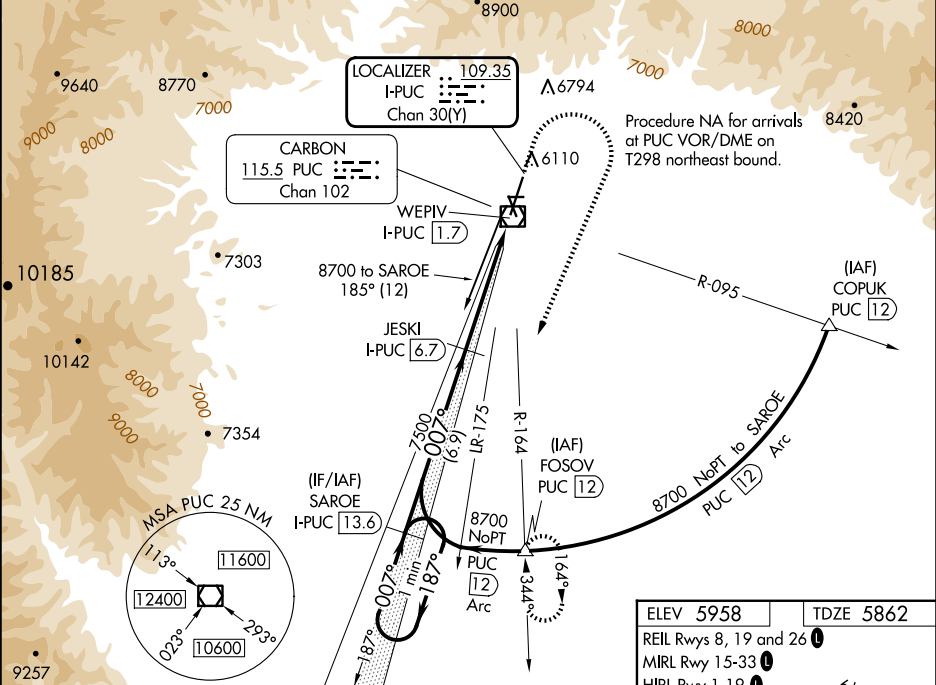 8900
8000
9640
8770
7000
7000
9000
8000
LOCALIZER 109.35
I-PUC
Chan 30(Y)
6794
8420
Procedure NA for arrivals
at PUC VOR/DME on
T298 northeast bound.
CARBON
115.5 PUC
Chan 102
6110
WEPIV
I-PUC 1.7
7303
10185
8700 to SAROE
185° (12)
R-095
(IAF)
COPUK
PUC 12
JESKI
I-PUC 6.7
10142
8000
7000
9000
7354
7500
007°
(6.9)
LR-175
R-164
(IAF)
FOSOV
PUC 12
8700 NoPT to SAROE
PUC 12 Arc
(IF/IAF)
SAROE
I-PUC 13.6
8700
NoPT
PUC
12
Arc
MSA PUC 25 NM
113°
11600
12400
023°
293°
10600
007°
1 min
187°
187°
344°
164°
9257
ELEV 5958
TDZE 5862
REIL Rwys 8, 19 and 26 L
MIRL Rwy 15-33 L
HIRL Rwy 1-19 L